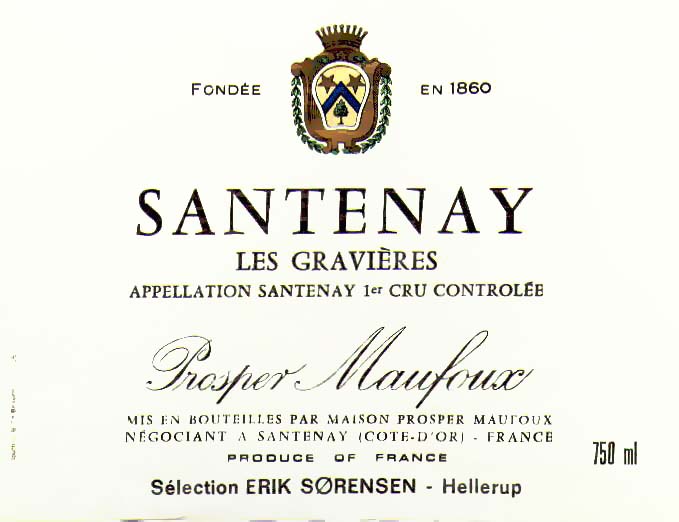 FONDÉE EN 1860
SANTENAY
LES GRAVIÈRES
APPELLATION SANTENAY 1er CRU CONTROLÉE
Prosper Maufoux
MIS EN BOUTEILLES PAR MAISON PROSPER MAUFOUX
NÉGOCIANT A SANTENAY (COTE-D'OR) - FRANCE
PRODUCE OF FRANCE
750 ml
Sélection ERIK SØRENSEN - Hellerup